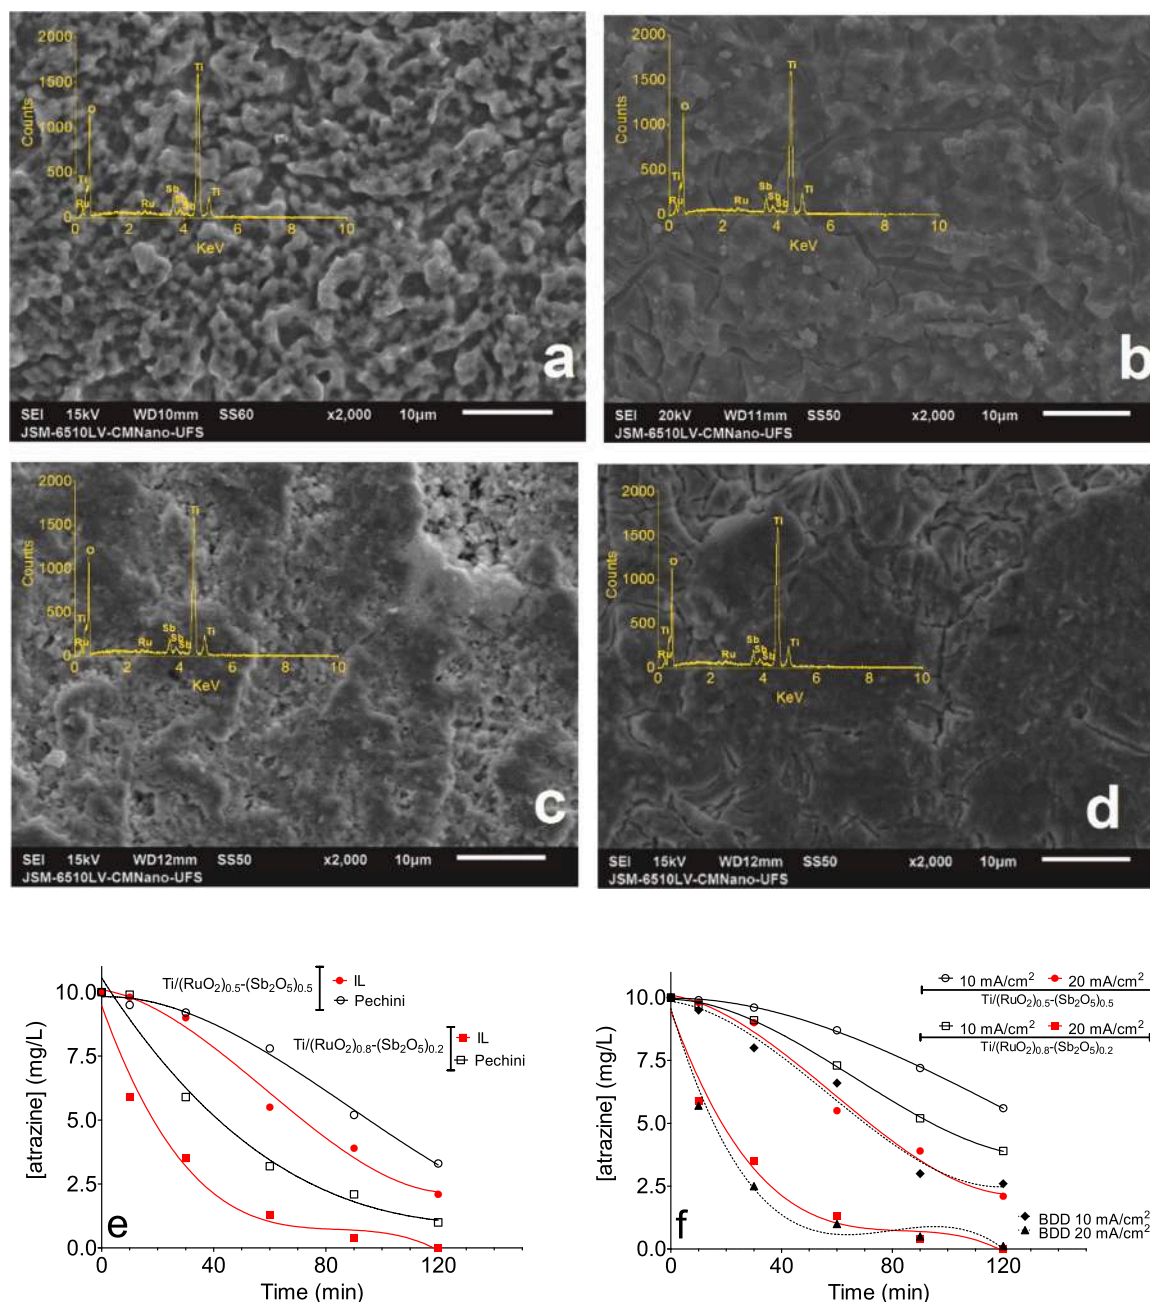 2000
1500
1000
500
0
Counts
Ti
O
Ti
Ru
Ru
Sb
Sb
Sb
Ti
0 2 4 6 8 10
KeV
a
SEI 15kV WD10mm SS60 x2,000 10µm
JSM-6510LV-CMNano-UFS
2000
1500
1000
500
0
Counts
Ti
O
Ti
Ru
Ru
Sb
Sb
Sb
Ti
0 2 4 6 8 10
KeV
b
SEI 20kV WD11mm SS50 x2,000 10µm
JSM-6510LV-CMNano-UFS
2000
1500
1000
500
0
Counts
Ti
O
Ti
Ru
Ru
Sb
Sb
Sb
Ti
0 2 4 6 8 10
KeV
c
SEI 15kV WD12mm SS50 x2,000 10µm
JSM-6510LV-CMNano-UFS
2000
1500
1000
500
0
Counts
Ti
O
Ti
Ru
Ru
Sb
Sb
Sb
Ti
0 2 4 6 8 10
KeV
d
SEI 15kV WD12mm SS50 x2,000 10µm
JSM-6510LV-CMNano-UFS
Ti/(RuO₂)₀.₅-(Sb₂O₅)₀.₅
IL
Pechini
Ti/(RuO₂)₀.₈-(Sb₂O₅)₀.₂
IL
Pechini
10.0
7.5
5.0
2.5
0.0
[atrazine] (mg/L)
e
0 40 80 120
Time (min)
10 mA/cm² 20 mA/cm²
Ti/(RuO₂)₀.₅-(Sb₂O₅)₀.₅
10 mA/cm² 20 mA/cm²
Ti/(RuO₂)₀.₈-(Sb₂O₅)₀.₂
10.0
7.5
5.0
2.5
0.0
[atrazine] (mg/L)
f
BDD 10 mA/cm²
BDD 20 mA/cm²
0 40 80 120
Time (min)